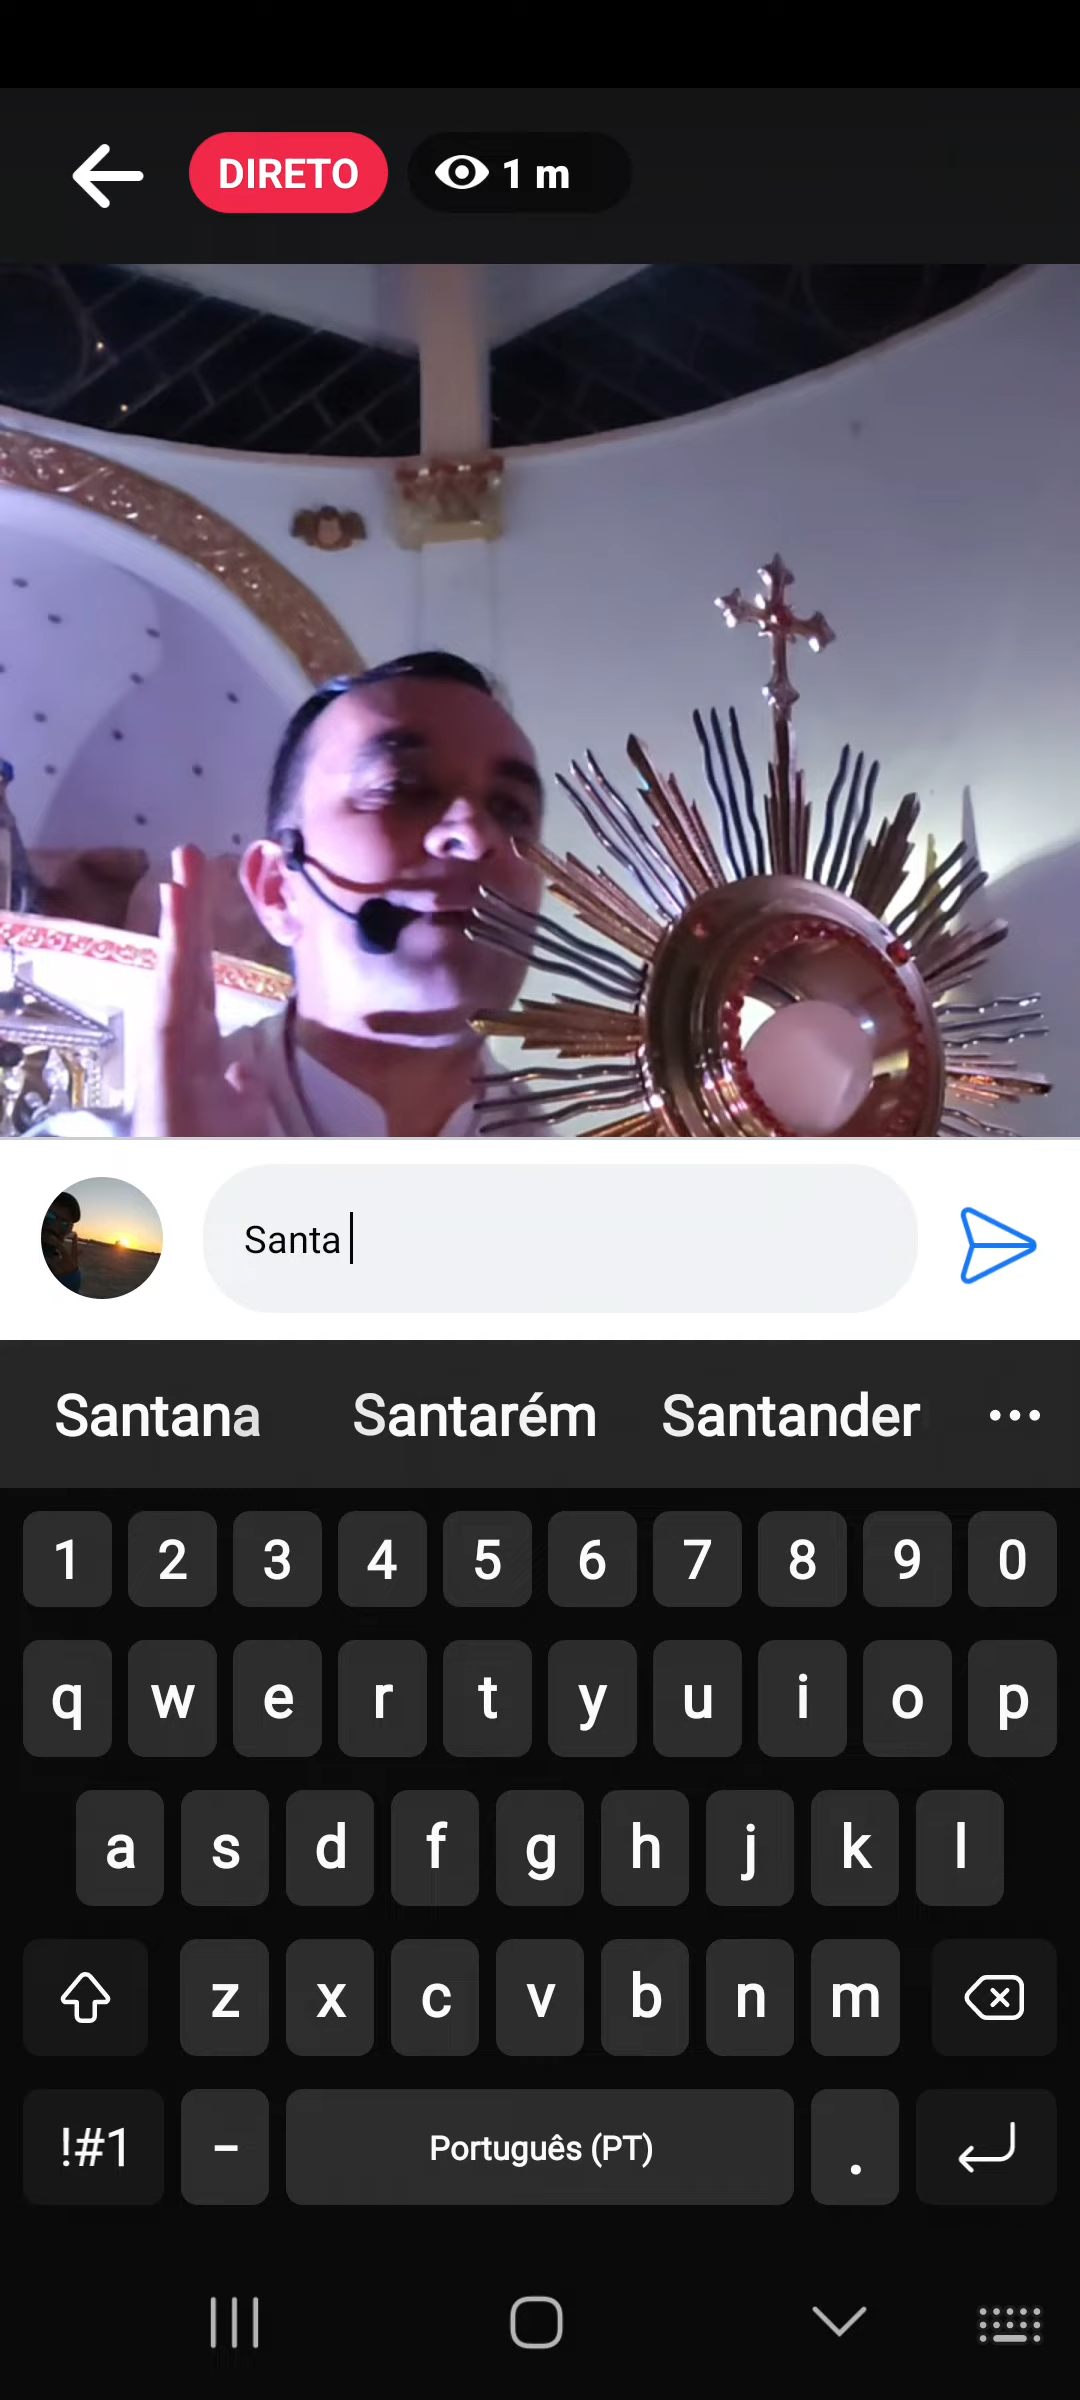 DIRETO 1 m
Santa
Santana Santarém Santander ...
1 2 3 4 5 6 7 8 9 0
q w e r t y u i o p
a s d f g h j k l
z x c v b n m
!#1 - Português (PT) .